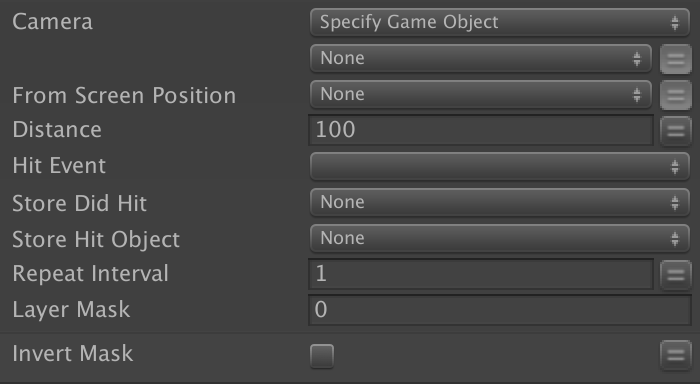 Camera Specify Game Object
None
From Screen Position None
Distance 100
Hit Event
Store Did Hit None
Store Hit Object None
Repeat Interval 1
Layer Mask 0
Invert Mask